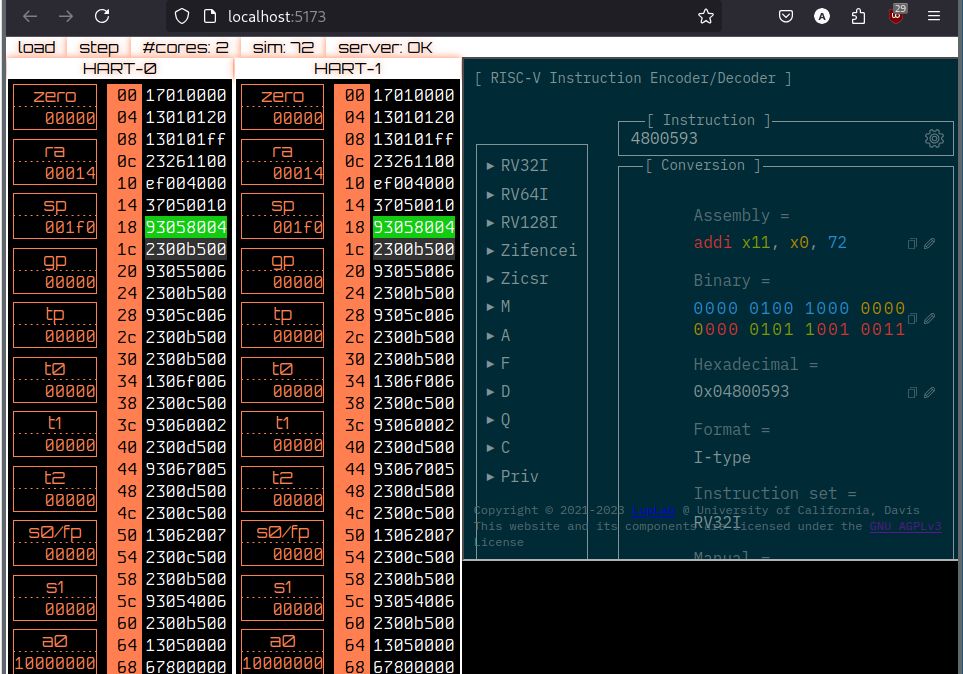 localhost:5173
A
29
load step #cores: 2 sim: 72 server: OK
HART-0
zero
00000
ra
00014
sp
001f0
gp
00000
tp
00000
t0
00000
t1
00000
t2
00000
s0/fp
00000
s1
00000
a0
10000000
00 17010000
04 13010120
08 130101ff
0c 23261100
10 ef004000
14 37050010
18 93058004
1c 2300b500
20 93055006
24 2300b500
28 9305c006
2c 2300b500
30 2300b500
34 1306f006
38 2300c500
3c 93060002
40 2300d500
44 93067005
48 2300d500
4c 2300c500
50 13062007
54 2300c500
58 2300b500
5c 93054006
60 2300b500
64 13050000
68 67800000
HART-1
zero
00000
ra
00014
sp
001f0
gp
00000
tp
00000
t0
00000
t1
00000
t2
00000
s0/fp
00000
s1
00000
a0
10000000
00 17010000
04 13010120
08 130101ff
0c 23261100
10 ef004000
14 37050010
18 93058004
1c 2300b500
20 93055006
24 2300b500
28 9305c006
2c 2300b500
30 2300b500
34 1306f006
38 2300c500
3c 93060002
40 2300d500
44 93067005
48 2300d500
4c 2300c500
50 13062007
54 2300c500
58 2300b500
5c 93054006
60 2300b500
64 13050000
68 67800000
[ RISC-V Instruction Encoder/Decoder ]
RV32I
RV64I
RV128I
Zifencei
Zicsr
M
A
F
D
Q
C
Priv
[ Instruction ]
4800593
[ Conversion ]
Assembly =
addi x11, x0, 72
Binary =
0000 0100 1000 0000
0000 0101 1001 0011
Hexadecimal =
0x04800593
Format =
I-type
Instruction set =
RV32I
Manual =
Copyright © 2021-2023 @ University of California, Davis
This website and its components are licensed under the GNU AGPLv3
License